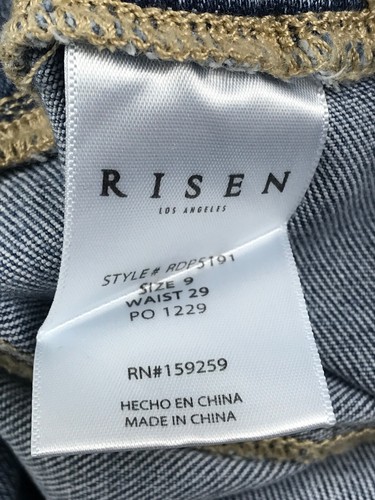 RISEN
LOS ANGELES
STYLE# RDP5191
SIZE 9
WAIST 29
PO 1229
RN#159259
HECHO EN CHINA
MADE IN CHINA